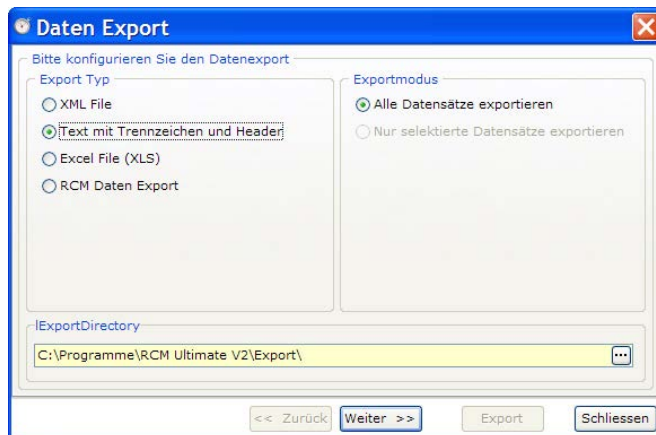 Daten Export
Bitte konfigurieren Sie den Datenexport
Export Typ
XML File
Text mit Trennzeichen und Header
Excel File (XLS)
RCM Daten Export
Exportmodus
Alle Datensätze exportieren
Nur selektierte Datensätze exportieren
lExportDirectory
C:\Programme\RCM Ultimate V2\Export\
...
<< Zurück Weiter >> Export Schliessen